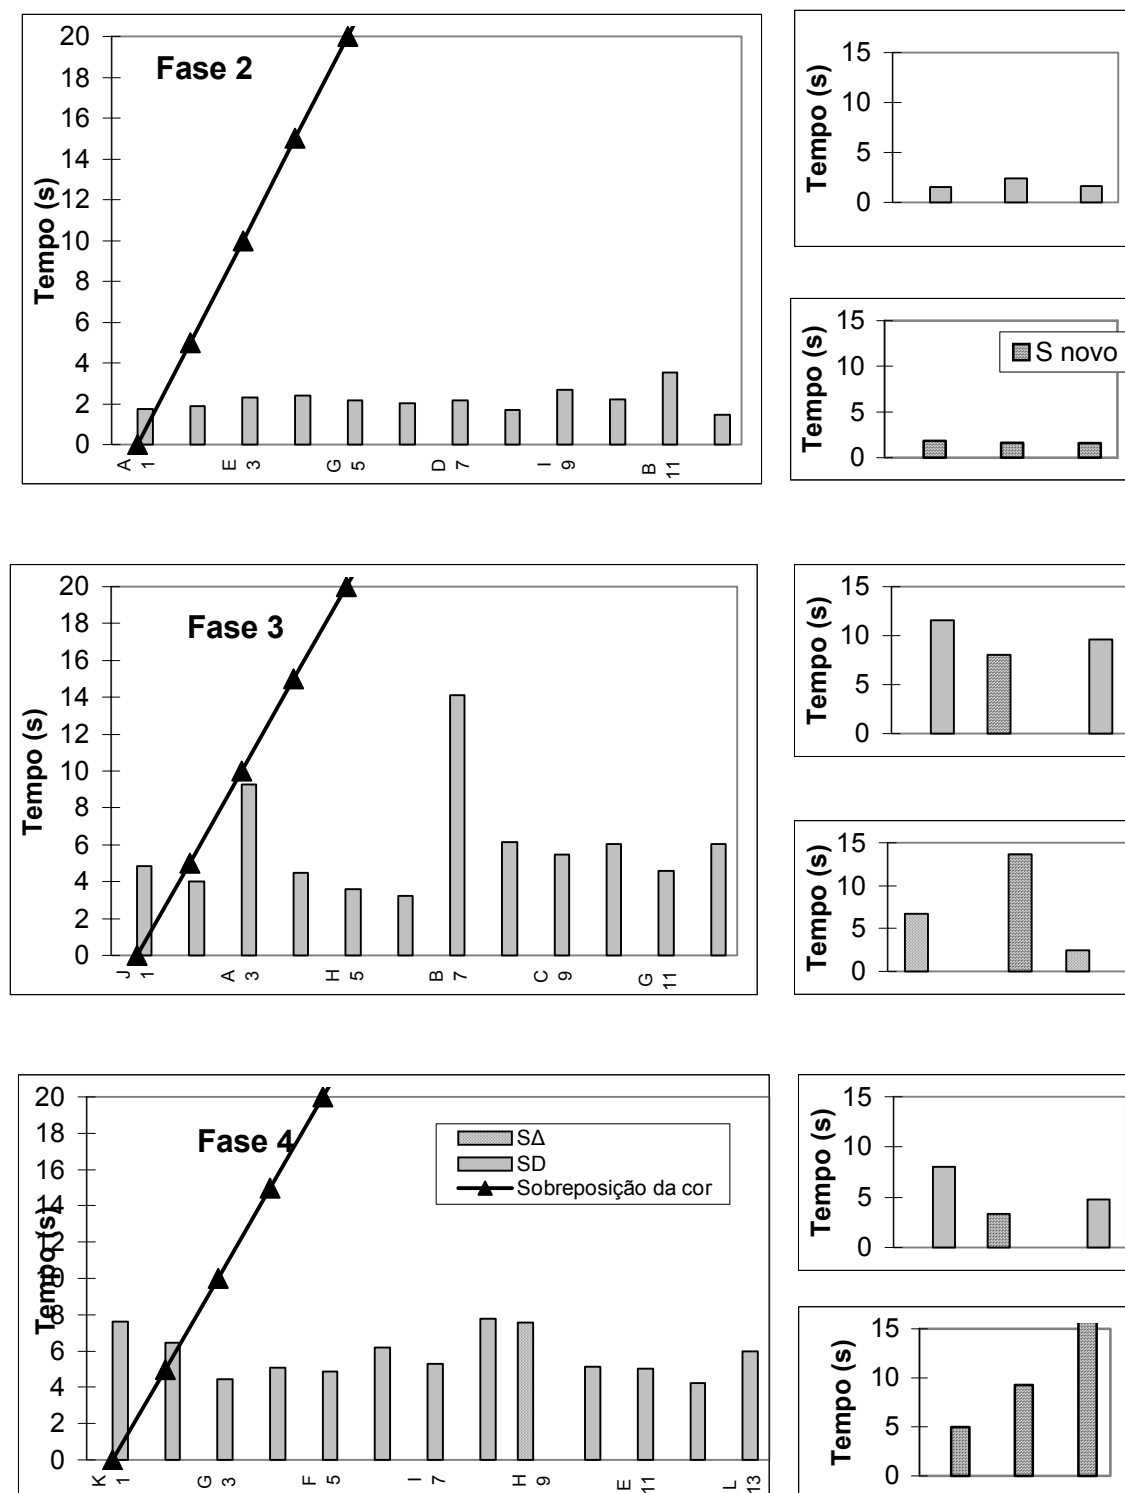 Fase 2
Tempo (s)
20
18
16
14
12
10
8
6
4
2
0
A E G D I B
1 3 5 7 9 11
Tempo (s)
15
10
5
0
Tempo (s)
15
10
5
0
S novo
Fase 3
Tempo (s)
20
18
16
14
12
10
8
6
4
2
0
J A H B C G
1 3 5 7 9 11
Tempo (s)
15
10
5
0
Tempo (s)
15
10
5
0
Fase 4
Tempo (s)
20
18
16
14
12
10
8
6
4
2
0
SΔ
SD
Sobreposição da cor
K G F I H E L
1 3 5 7 9 11 13
Tempo (s)
15
10
5
0
Tempo (s)
15
10
5
0